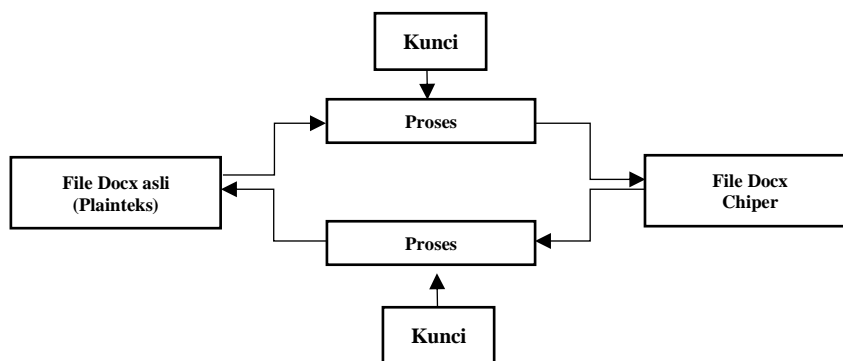 Kunci
Proses
File Docx asli
(Plainteks)
File Docx
Chiper
Proses
Kunci